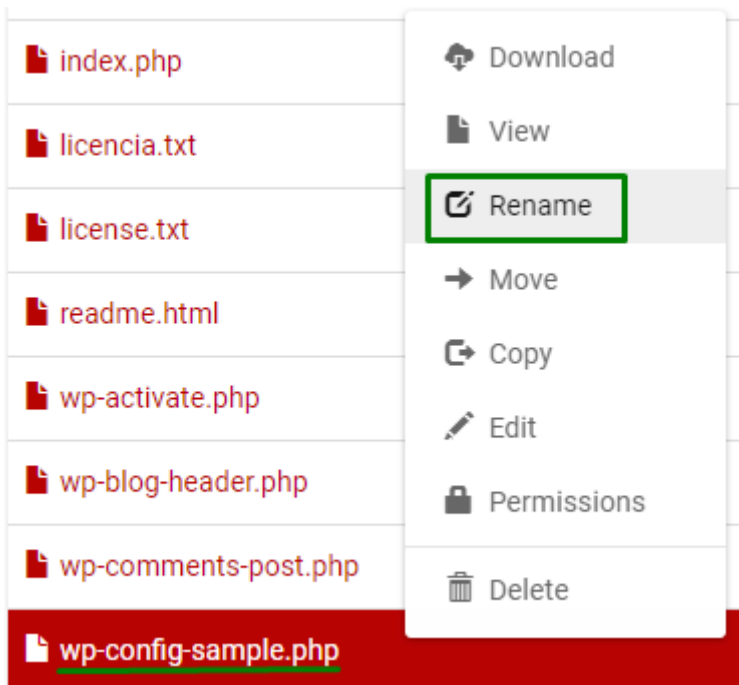 index.php
licencia.txt
license.txt
readme.html
wp-activate.php
wp-blog-header.php
wp-comments-post.php
wp-config-sample.php
Download
View
Rename
Move
Copy
Edit
Permissions
Delete